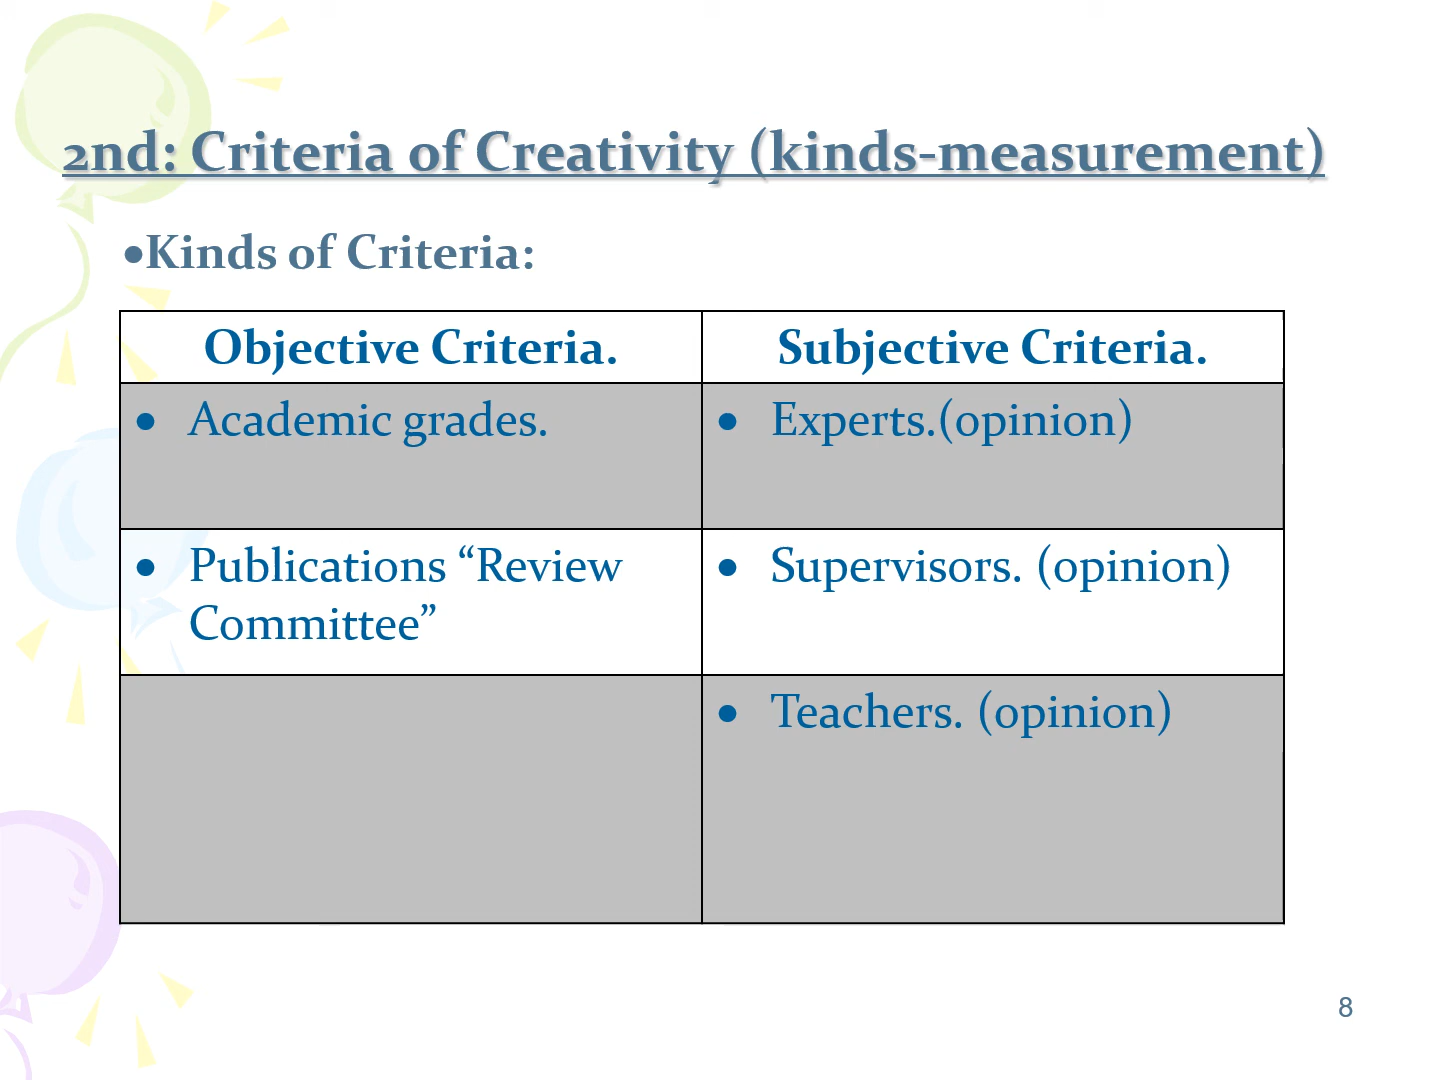 2nd: Criteria of Creativity (kinds-measurement)
•Kinds of Criteria:
Objective Criteria.
Subjective Criteria.
• Academic grades.
• Experts.(opinion)
• Publications “Review
Committee”
• Supervisors. (opinion)
• Teachers. (opinion)
8